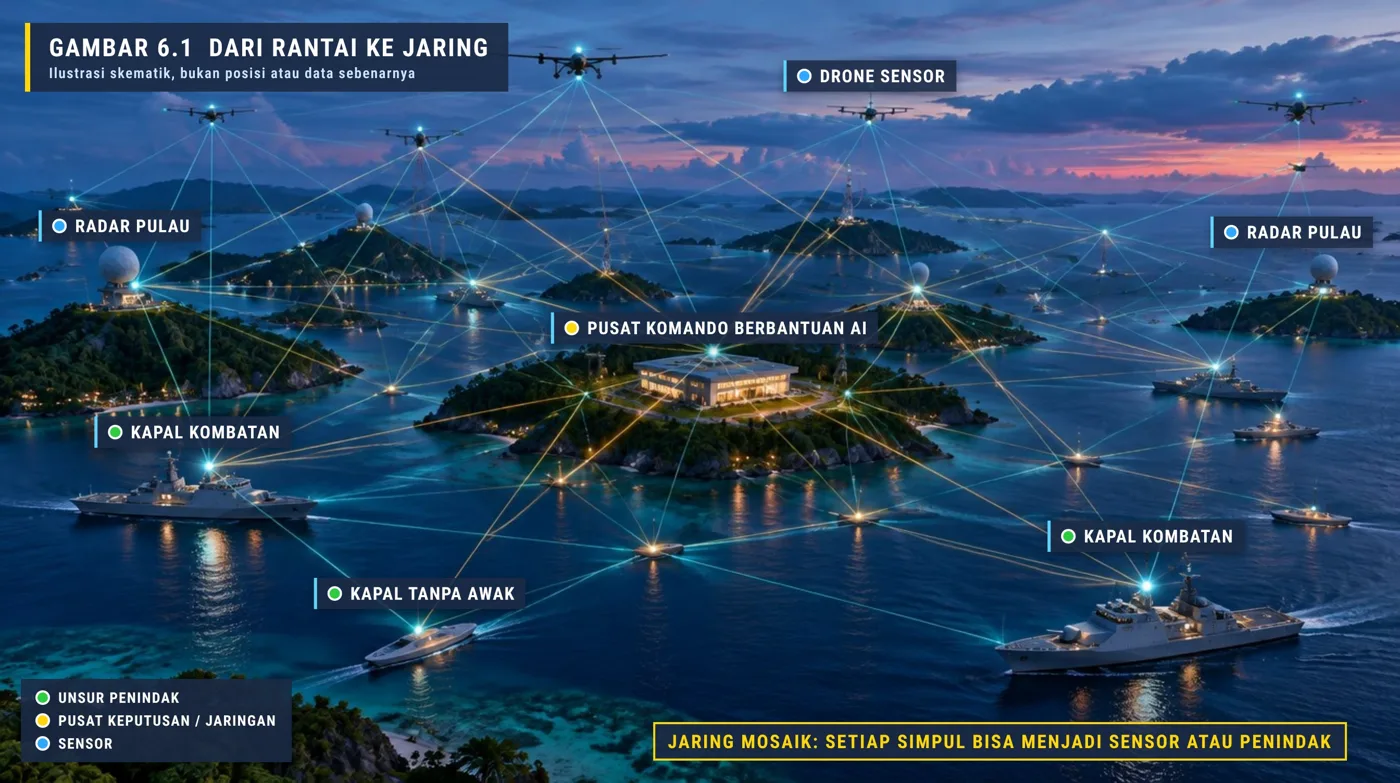 GAMBAR 6.1 DARI RANTAI KE JARING
Ilustrasi skematik, bukan posisi atau data sebenarnya
DRONE SENSOR
RADAR PULAU
RADAR PULAU
PUSAT KOMANDO BERBANTUAN AI
KAPAL KOMBATAN
KAPAL KOMBATAN
KAPAL TANPA AWAK
UNSUR PENINDAK
PUSAT KEPUTUSAN / JARINGAN
SENSOR
JARING MOSAIK: SETIAP SIMPUL BISA MENJADI SENSOR ATAU PENINDAK